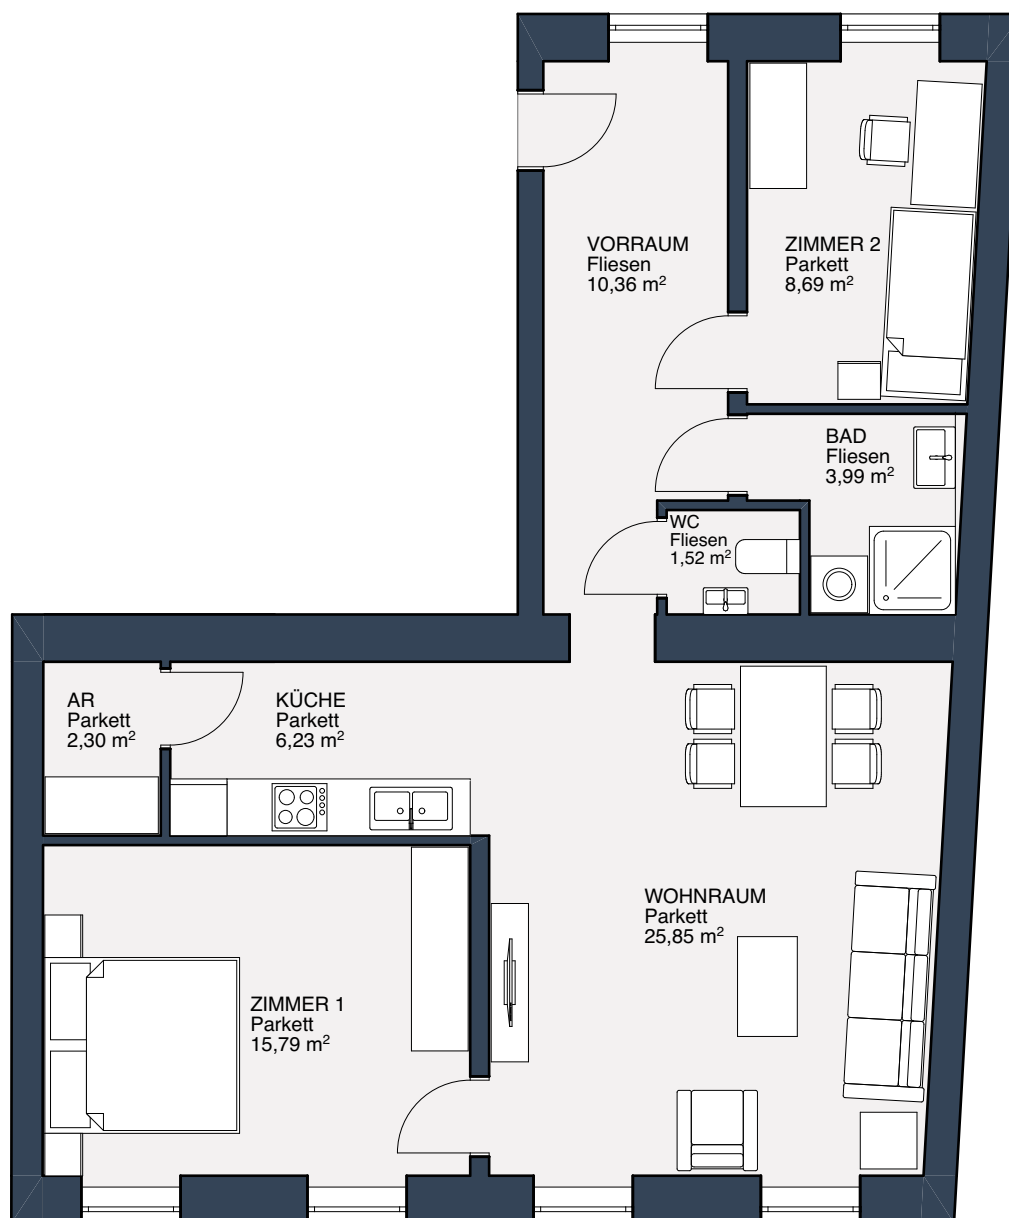 VORRAUM
Fliesen
10,36 m²
ZIMMER 2
Parkett
8,69 m²
BAD
Fliesen
3,99 m²
WC
Fliesen
1,52 m²
AR
Parkett
2,30 m²
KÜCHE
Parkett
6,23 m²
WOHNRAUM
Parkett
25,85 m²
ZIMMER 1
Parkett
15,79 m²